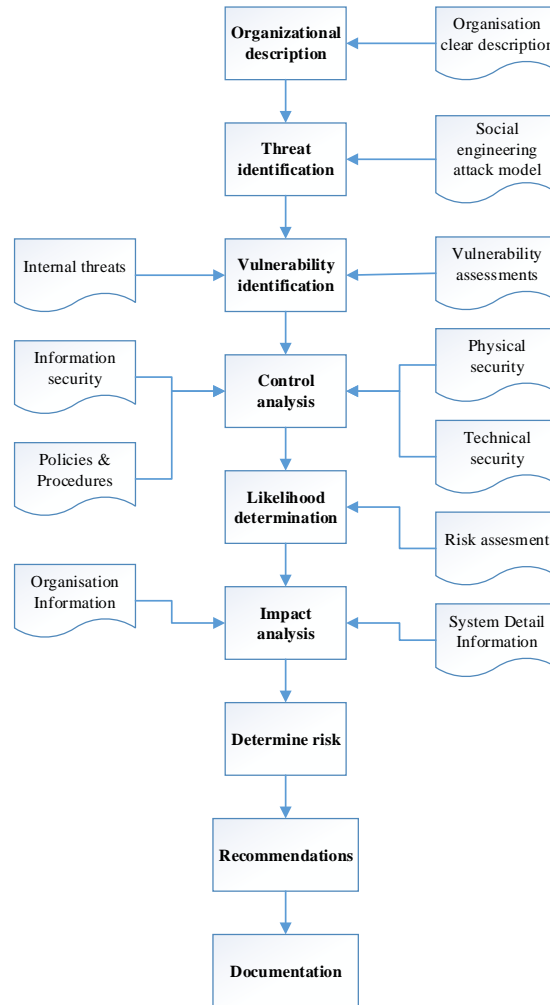 Organizational
description
Organisation
clear description
Threat
identification
Social
engineering
attack model
Internal threats
Vulnerability
identification
Vulnerability
assessments
Information
security
Policies &
Procedures
Control
analysis
Physical
security
Technical
security
Likelihood
determination
Risk assesment
Organisation
Information
Impact
analysis
System Detail
Information
Determine risk
Recommendations
Documentation